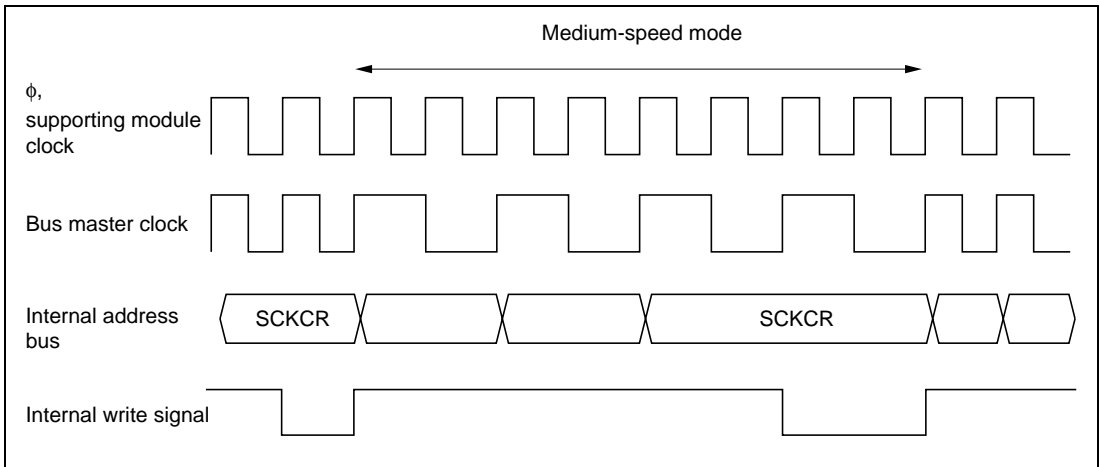 Medium-speed mode
ϕ,
supporting module
clock
Bus master clock
Internal address
bus
SCKCR
SCKCR
Internal write signal